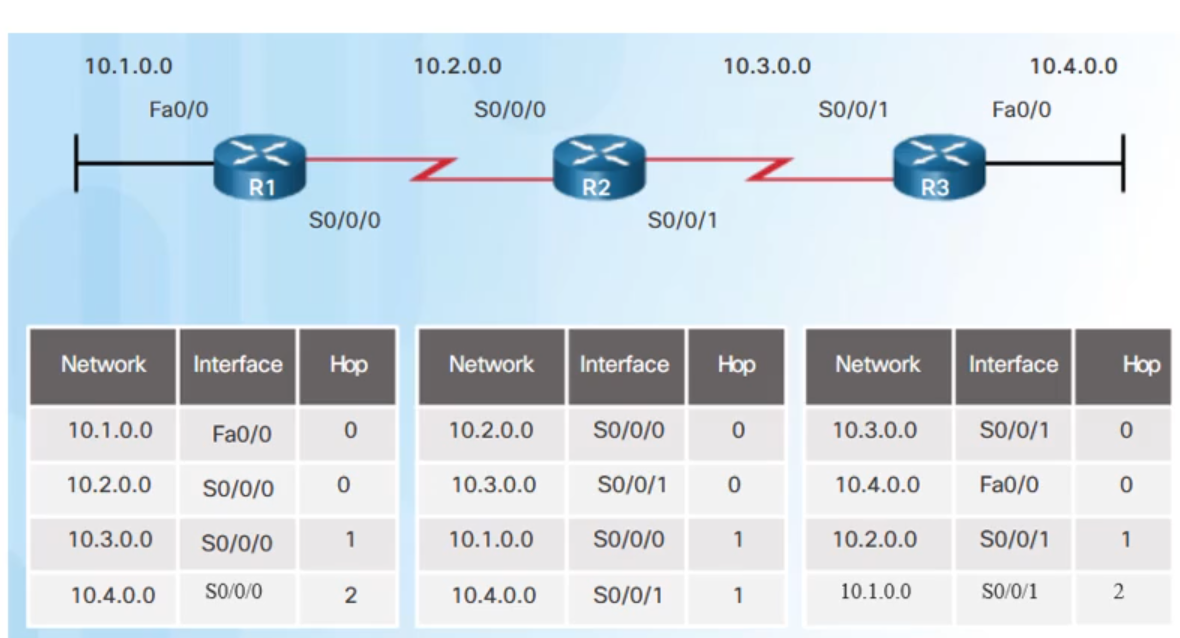 10.1.0.0 10.2.0.0 10.3.0.0 10.4.0.0
Fa0/0 S0/0/0 S0/0/1 Fa0/0
R1 R2 R3
S0/0/0 S0/0/1
Network Interface Hop Network Interface Hop Network Interface Hop
10.1.0.0 Fa0/0 0 10.2.0.0 S0/0/0 0 10.3.0.0 S0/0/1 0
10.2.0.0 S0/0/0 0 10.3.0.0 S0/0/1 0 10.4.0.0 Fa0/0 0
10.3.0.0 S0/0/0 1 10.1.0.0 S0/0/0 1 10.2.0.0 S0/0/1 1
10.4.0.0 S0/0/0 2 10.4.0.0 S0/0/1 1 10.1.0.0 S0/0/1 2